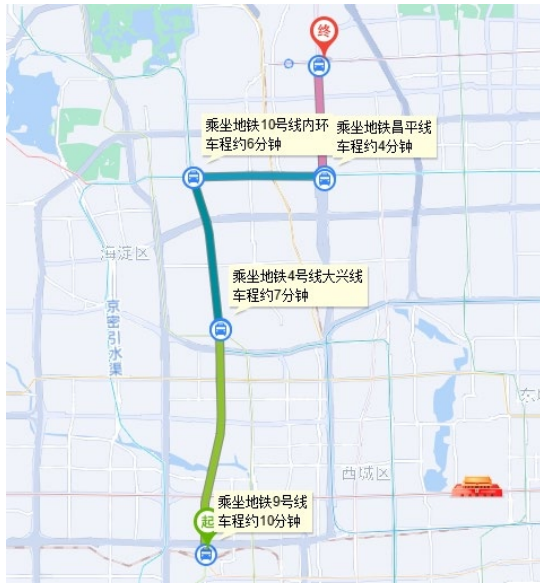 终
乘坐地铁10号线内环
车程约6分钟
乘坐地铁昌平线
车程约4分钟
海淀区
乘坐地铁4号线大兴线
车程约7分钟
京密引水渠
西城区
乘坐地铁9号线
车程约10分钟
起